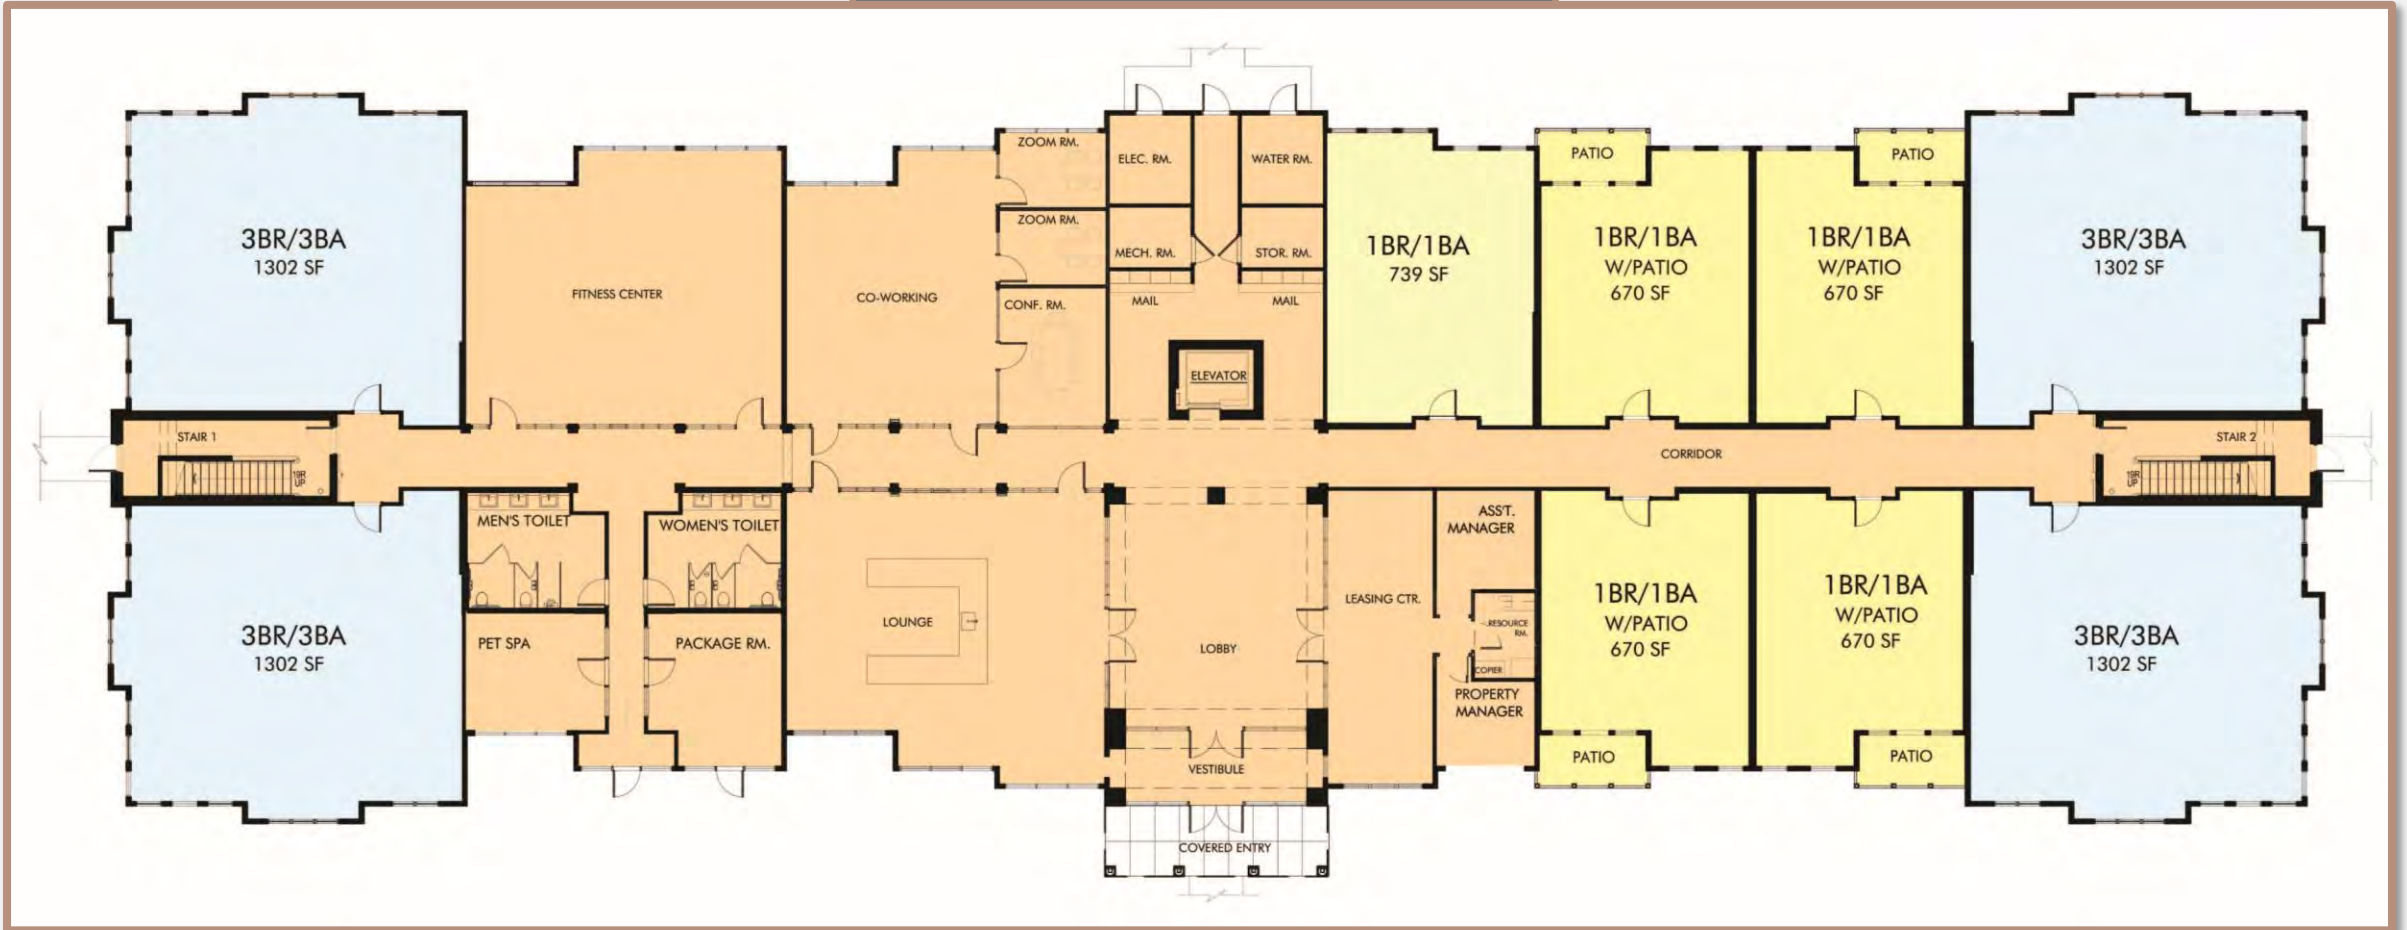 ZOOM RM.
ELEC. RM.
WATER RM.
PATIO
PATIO
ZOOM RM.
3BR/3BA
1302 SF
FITNESS CENTER
CO-WORKING
MECH. RM.
STOR. RM.
1BR/1BA
739 SF
1BR/1BA
W/PATIO
670 SF
1BR/1BA
W/PATIO
670 SF
3BR/3BA
1302 SF
CONF. RM.
MAIL
MAIL
ELEVATOR
STAIR 1
UP
CORRIDOR
STAIR 2
UP
MEN'S TOILET
WOMEN'S TOILET
ASS'T.
MANAGER
3BR/3BA
1302 SF
PET SPA
PACKAGE RM.
LOUNGE
LOBBY
LEASING CTR.
RESOURCE
RM.
COPIER
PROPERTY
MANAGER
1BR/1BA
W/PATIO
670 SF
1BR/1BA
W/PATIO
670 SF
3BR/3BA
1302 SF
PATIO
PATIO
VESTIBULE
COVERED ENTRY